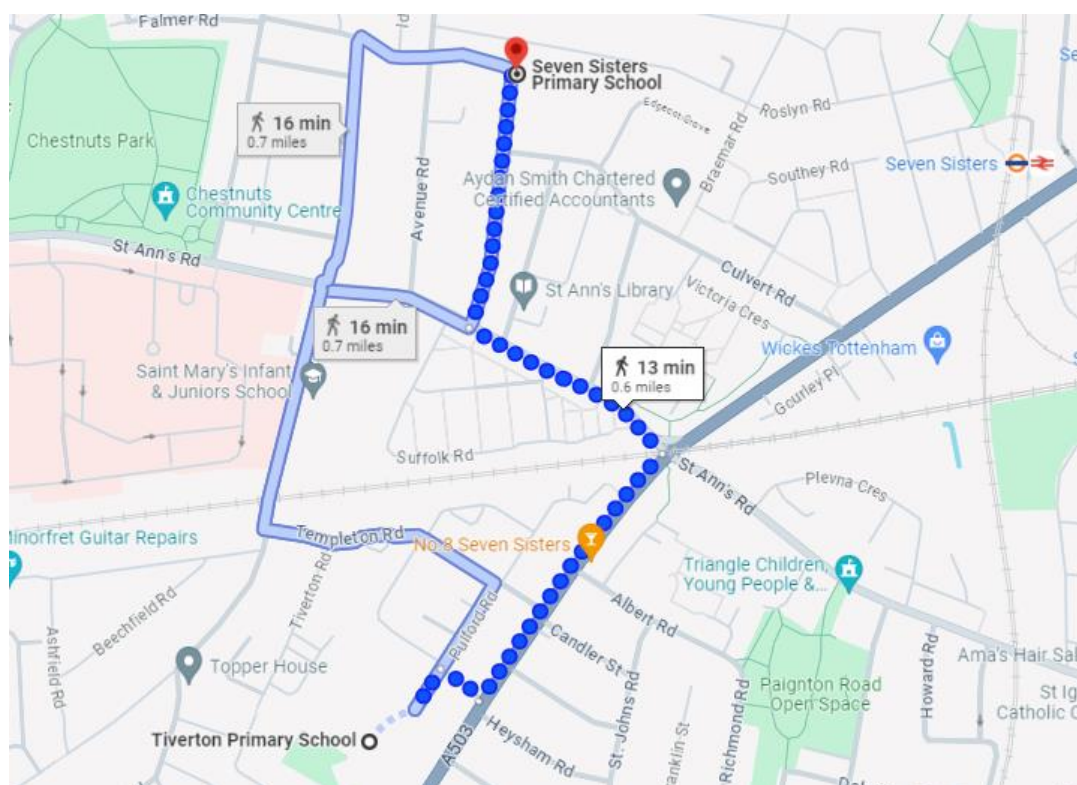 Falmer Rd
Seven Sisters
Primary School
16 min
0.7 miles
Edgecot Grove
Roslyn Rd
Chestnuts Park
Braemar Rd
Southey Rd
Seven Sisters
Avenue Rd
Aydan Smith Chartered
Certified Accountants
Chestnuts
Community Centre
St Ann's Rd
Culvert Rd
St Ann's Library
Victoria Cres
16 min
0.7 miles
Wickes Tottenham
Saint Mary's Infant
& Juniors School
13 min
0.6 miles
Gourley Pl
Suffolk Rd
St Ann's Rd
Plevna Cres
Minorfret Guitar Repairs
Templeton Rd
No.8 Seven Sisters
Triangle Children,
Young People &...
Tiverton Rd
Beechfield Rd
Ashfield Rd
Pulford Rd
Albert Rd
Candler St
Topper House
Howard Rd
Ama's Hair Sal
Paignton Road
Open Space
St Ig
Catholic C
Tiverton Primary School
A503
Heysham Rd
St Johns Rd
ranklin St
Richmond Rd